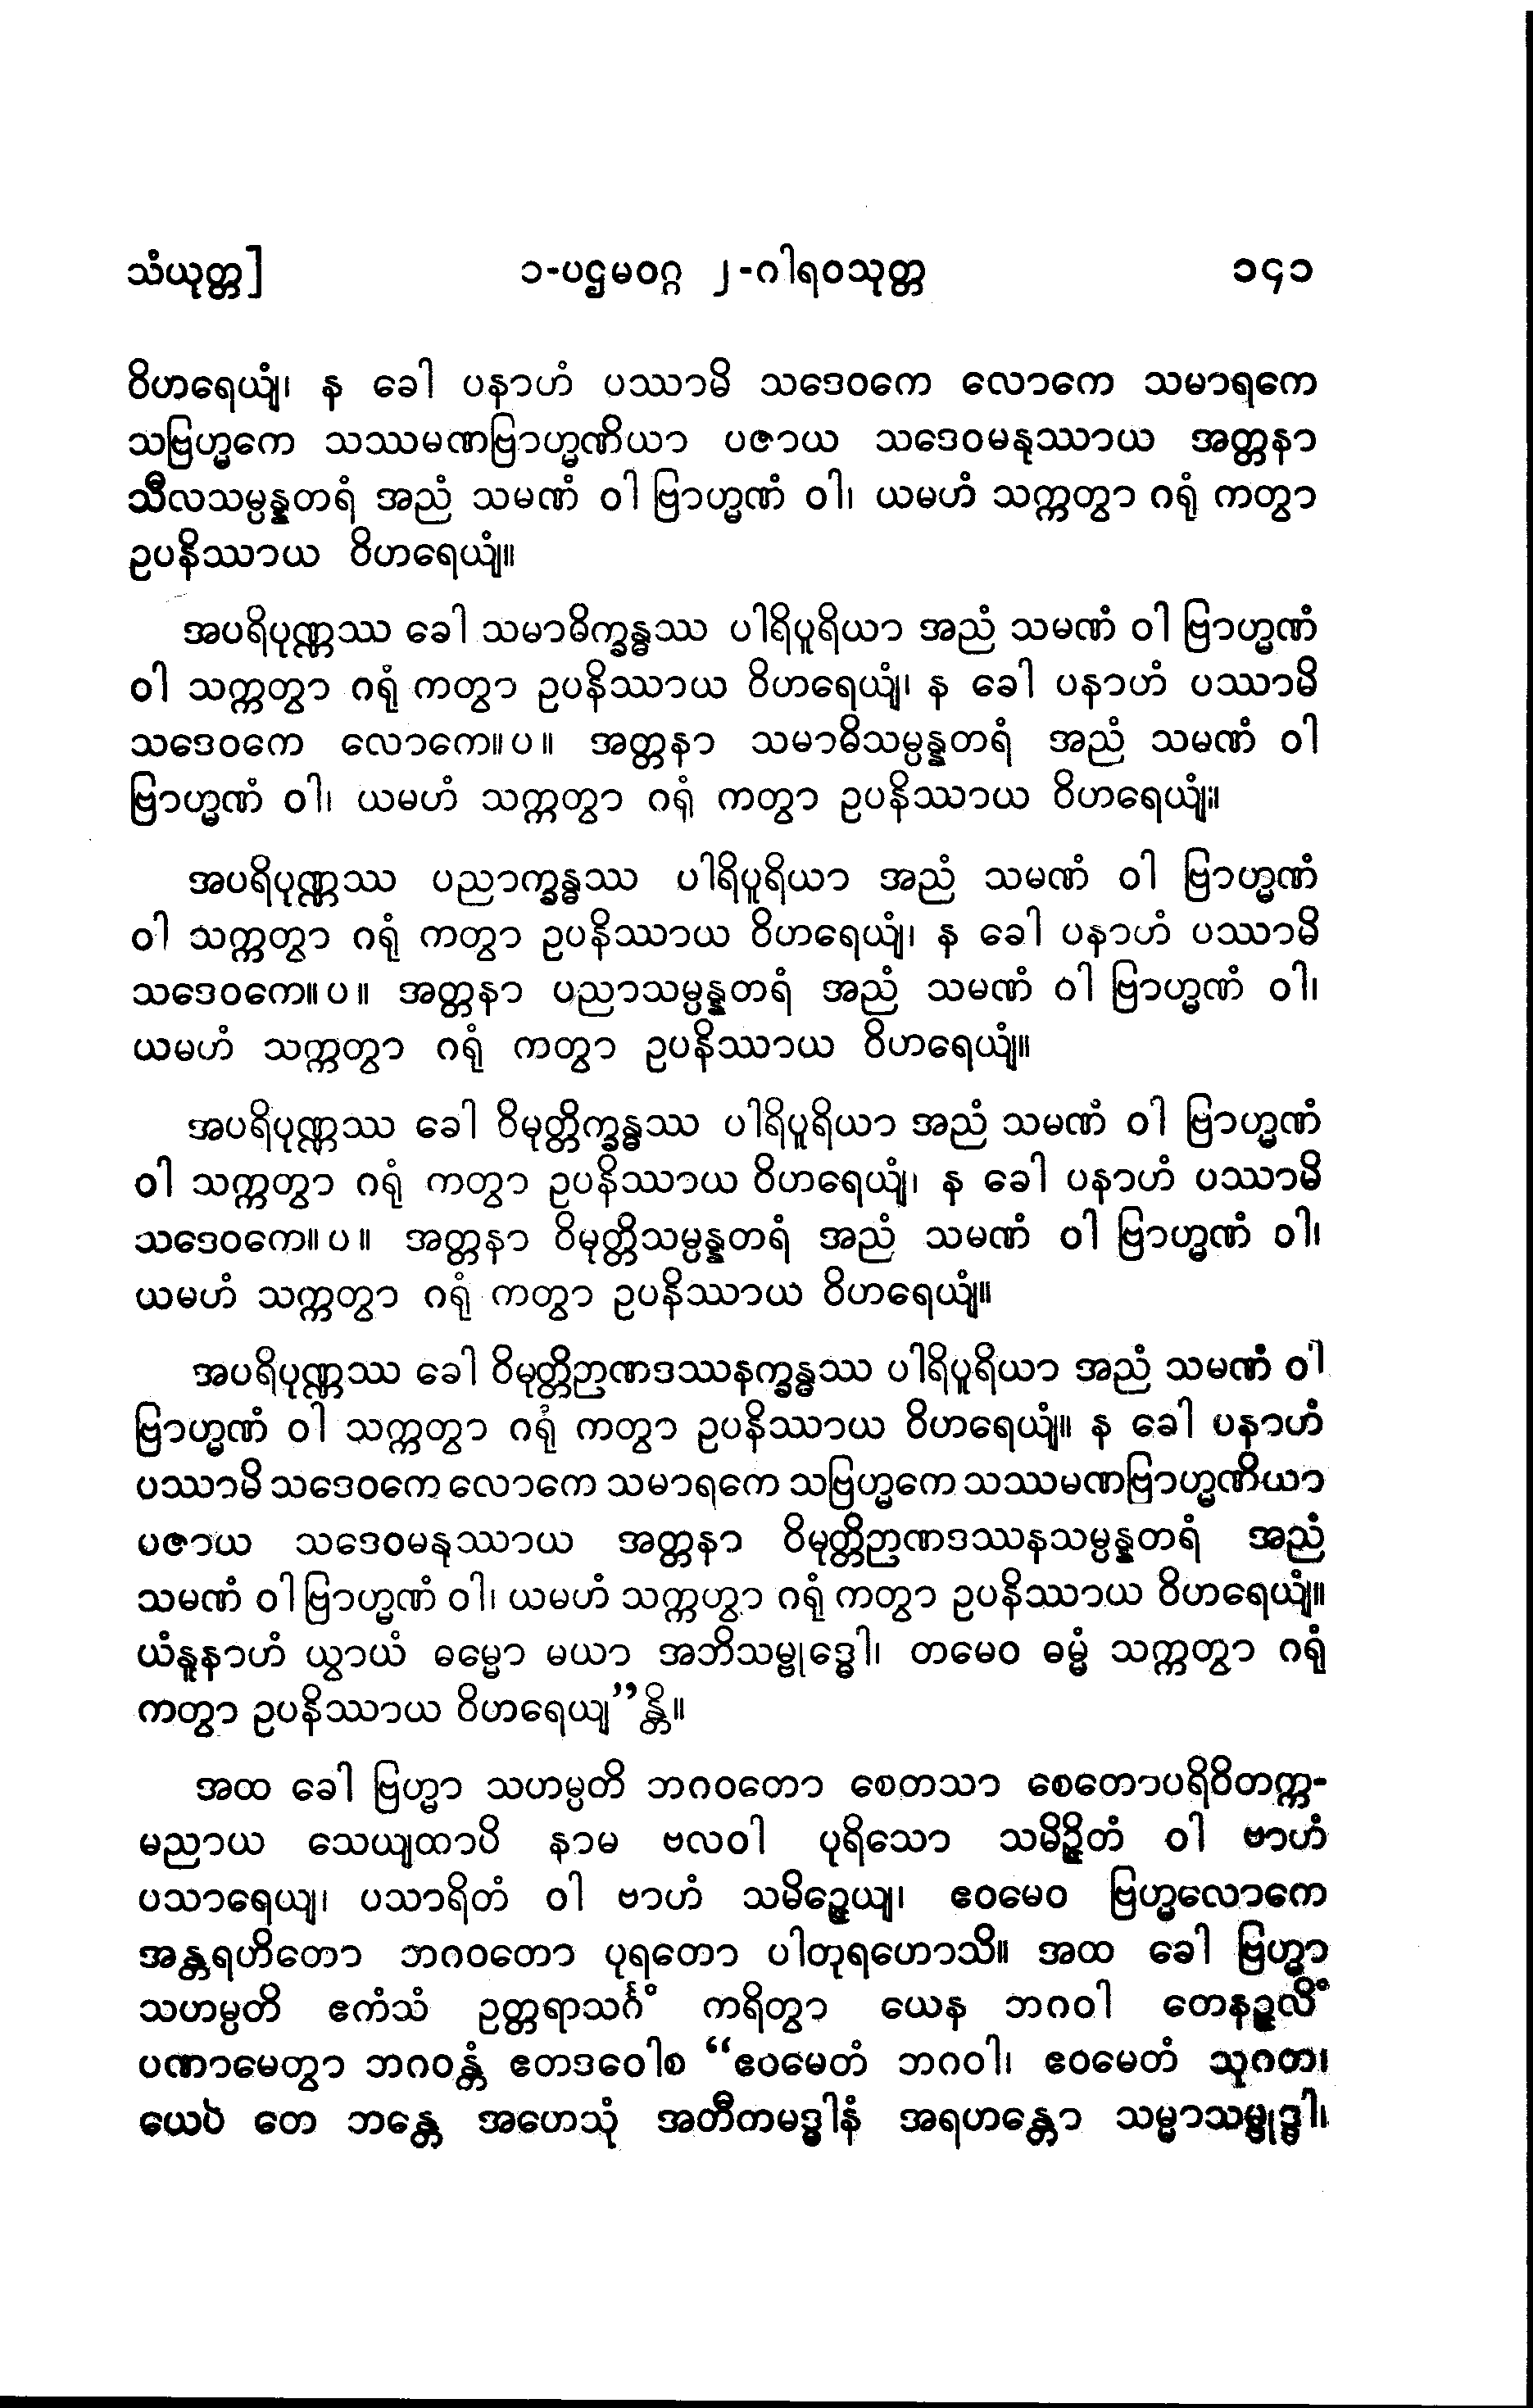 သံယုတ္တ] ၁-ပဌမဝဂ္ဂ ၂-ဂါရဝသုတ္တ ၁၄၁
ဝိဟရေယျံ၊ န ခေါ ပနာဟံ ပဿာမိ သဒေဝကေ လောကေ သမာရကေ
သဗြဟ္မကေ သဿမဏဗြာဟ္မဏိယာ ပဇာယ သဒေဝမနုဿာယ အတ္တနာ
သီလသမ္ပန္နတရံ အညံ သမဏံ ဝါ ဗြာဟ္မဏံ ဝါ၊ ယမဟံ သက္ကတွာ ဂရုံ ကတွာ
ဥပနိဿာယ ဝိဟရေယျံ။
အပရိပုဏ္ဏဿ ခေါ သမာဓိက္ခန္ဓဿ ပါရိပူရိယာ အညံ သမဏံ ဝါ ဗြာဟ္မဏံ
ဝါ သက္ကတွာ ဂရုံ ကတွာ ဥပနိဿာယ ဝိဟရေယျံ၊ န ခေါ ပနာဟံ ပဿာမိ
သဒေဝကေ လောကေ။ပ။ အတ္တနာ သမာဓိသမ္ပန္နတရံ အညံ သမဏံ ဝါ
ဗြာဟ္မဏံ ဝါ၊ ယမဟံ သက္ကတွာ ဂရုံ ကတွာ ဥပနိဿာယ ဝိဟရေယျံ။
အပရိပုဏ္ဏဿ ပညာက္ခန္ဓဿ ပါရိပူရိယာ အညံ သမဏံ ဝါ ဗြာဟ္မဏံ
ဝါ သက္ကတွာ ဂရုံ ကတွာ ဥပနိဿာယ ဝိဟရေယျံ၊ န ခေါ ပနာဟံ ပဿာမိ
သဒေဝကေ။ပ။ အတ္တနာ ပညာသမ္ပန္နတရံ အညံ သမဏံ ဝါ ဗြာဟ္မဏံ ဝါ၊
ယမဟံ သက္ကတွာ ဂရုံ ကတွာ ဥပနိဿာယ ဝိဟရေယျံ။
အပရိပုဏ္ဏဿ ခေါ ဝိမုတ္တိက္ခန္ဓဿ ပါရိပူရိယာ အညံ သမဏံ ဝါ ဗြာဟ္မဏံ
ဝါ သက္ကတွာ ဂရုံ ကတွာ ဥပနိဿာယ ဝိဟရေယျံ၊ န ခေါ ပနာဟံ ပဿာမိ
သဒေဝကေ။ပ။ အတ္တနာ ဝိမုတ္တိသမ္ပန္နတရံ အညံ သမဏံ ဝါ ဗြာဟ္မဏံ ဝါ၊
ယမဟံ သက္ကတွာ ဂရုံ ကတွာ ဥပနိဿာယ ဝိဟရေယျံ။
အပရိပုဏ္ဏဿ ခေါ ဝိမုတ္တိဉာဏဒဿနက္ခန္ဓဿ ပါရိပူရိယာ အညံ သမဏံ ဝါ
ဗြာဟ္မဏံ ဝါ သက္ကတွာ ဂရုံ ကတွာ ဥပနိဿာယ ဝိဟရေယျံ။ န ခေါ ပနာဟံ
ပဿာမိ သဒေဝကေ လောကေ သမာရကေ သဗြဟ္မကေ သဿမဏဗြာဟ္မဏိယာ
ပဇာယ သဒေဝမနုဿာယ အတ္တနာ ဝိမုတ္တိဉာဏဒဿနသမ္ပန္နတရံ အညံ
သမဏံ ဝါ ဗြာဟ္မဏံ ဝါ၊ ယမဟံ သက္ကဟွာ ဂရုံ ကတွာ ဥပနိဿာယ ဝိဟရေယျံ။
ယံနူနာဟံ ယွာယံ ဓမ္မော မယာ အဘိသမ္ဗုဒ္ဓေါ၊ တမေဝ ဓမ္မံ သက္ကတွာ ဂရုံ
ကတွာ ဥပနိဿာယ ဝိဟရေယျ”န္တိ။
အထ ခေါ ဗြဟ္မာ သဟမ္ပတိ ဘဂဝတော စေတသာ စေတောပရိဝိတက္က-
မညာယ သေယျထာပိ နာမ ဗလဝါ ပုရိသော သမိဉ္ဇိတံ ဝါ ဗာဟံ
ပသာရေယျ၊ ပသာရိတံ ဝါ ဗာဟံ သမိဉ္ဇေယျ၊ ဧဝမေဝ ဗြဟ္မလောကေ
အန္တရဟိတော ဘဂဝတော ပုရတော ပါတုရဟောသိ။ အထ ခေါ ဗြဟ္မာ
သဟမ္ပတိ ဧကံသံ ဥတ္တရာသင်္ဂံ ကရိတွာ ယေန ဘဂဝါ တေနဉ္ဇလိံ
ပဏာမေတွာ ဘဂဝန္တံ ဧတဒဝေါစ “ဧဝမေတံ ဘဂဝါ၊ ဧဝမေတံ သုဂတ၊
ယေပိ တေ ဘန္တေ အဟေသုံ အတီတမဒ္ဓါနံ အရဟန္တော သမ္မာသမ္ဗုဒ္ဓါ၊